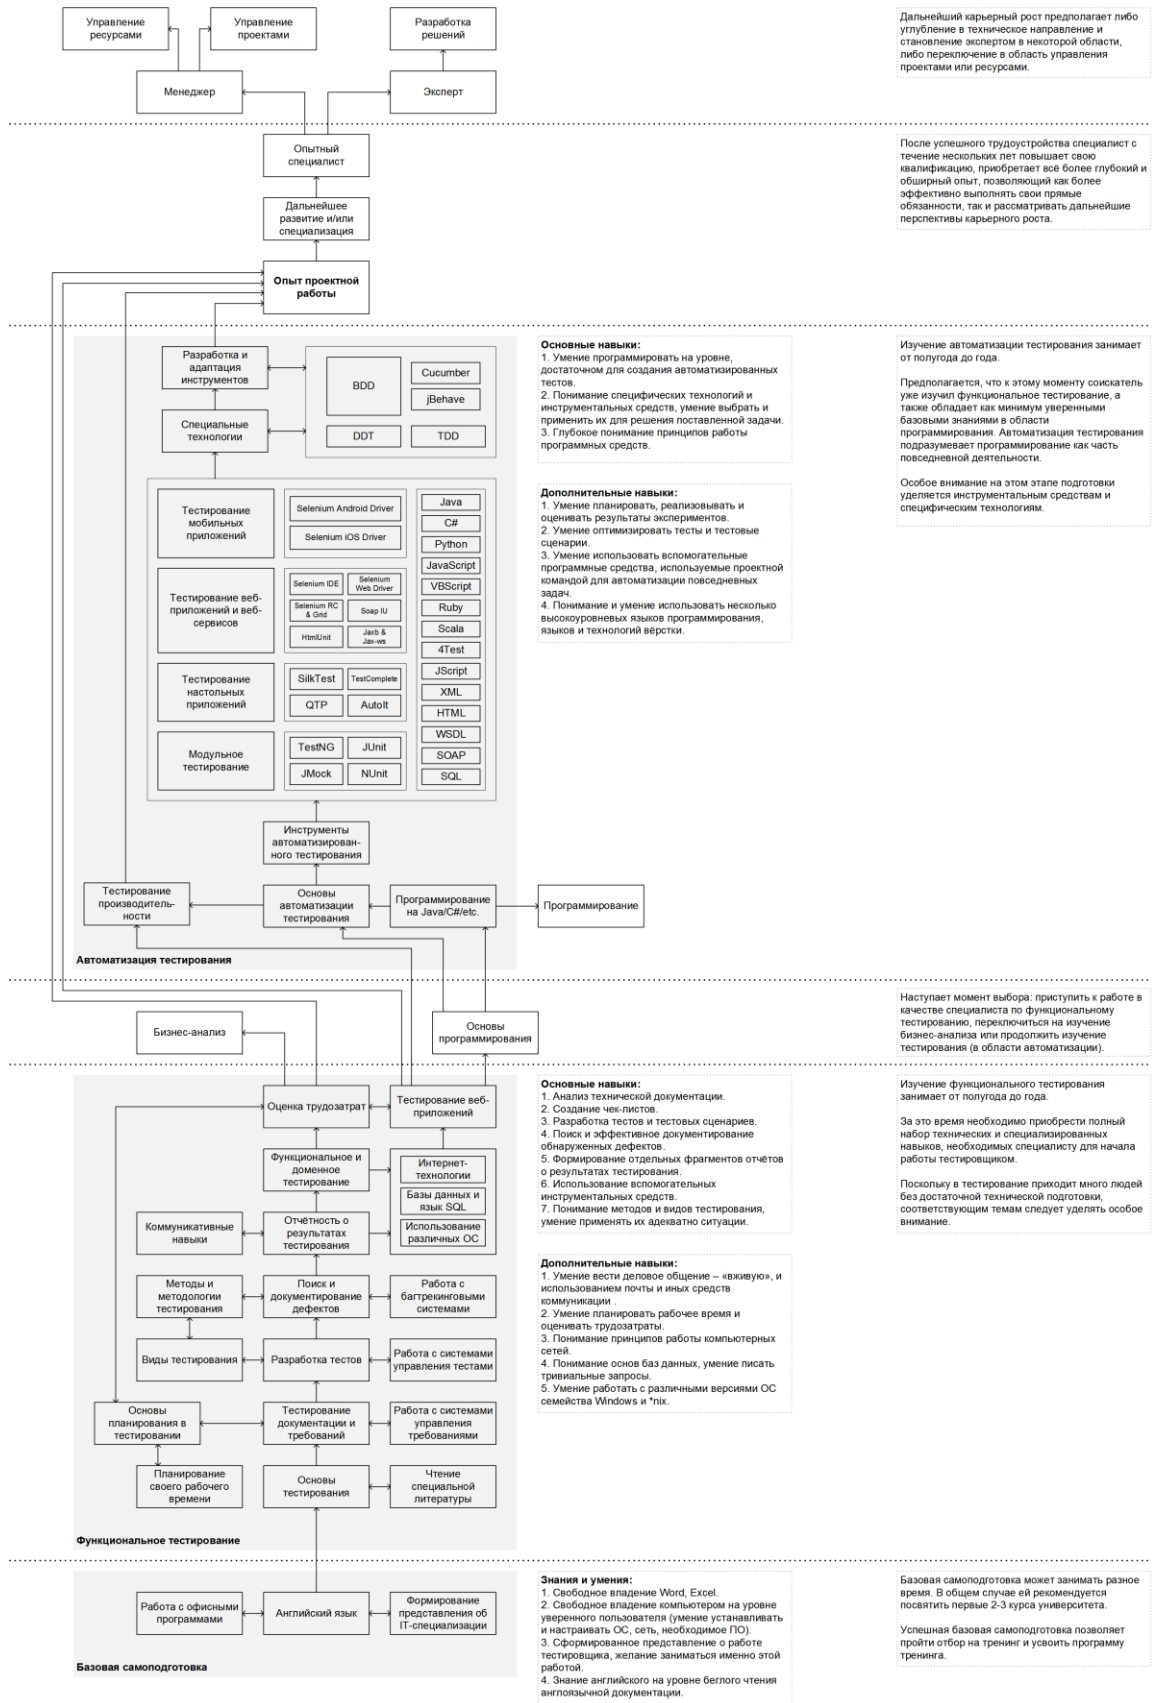 Управление
ресурсами
Управление
проектами
Разработка
решений
Менеджер
Эксперт
Дальнейший карьерный рост предполагает либо
углубление в техническое направление и
становление экспертом в некоторой области,
либо переключение в область управления
проектами или ресурсами.
Опытный
специалист
Дальнейшее
развитие и/или
специализация
Опыт проектной
работы
После успешного трудоустройства специалист с
течение нескольких лет повышает свою
квалификацию, приобретает всё более глубокий и
обширный опыт, позволяющий как более
эффективно выполнять свои прямые
обязанности, так и рассматривать дальнейшие
перспективы карьерного роста.
Разработка и
адаптация
инструментов
Специальные
технологии
BDD
Cucumber
jBehave
DDT
TDD
Тестирование
мобильных
приложений
Selenium Android Driver
Selenium iOS Driver
Тестирование веб-
приложений и веб-
сервисов
Selenium IDE
Selenium
Web Driver
Selenium RC
& Grid
Soap IU
HtmlUnit
Jaxb &
Jax-ws
Тестирование
настольных
приложений
SilkTest
TestComplete
QTP
AutoIt
Модульное
тестирование
TestNG
JUnit
JMock
NUnit
Java
C#
Python
JavaScript
VBScript
Ruby
Scala
4Test
JScript
XML
HTML
WSDL
SOAP
SQL
Инструменты
автоматизирован-
ного тестирования
Тестирование
производитель-
ности
Основы
автоматизации
тестирования
Программирование
на Java/C#/etc.
Программирование
Автоматизация тестирования
Основные навыки:
1. Умение программировать на уровне,
достаточном для создания автоматизированных
тестов.
2. Понимание специфических технологий и
инструментальных средств, умение выбрать и
применить их для решения поставленной задачи.
3. Глубокое понимание принципов работы
программных средств.
Дополнительные навыки:
1. Умение планировать, реализовывать и
оценивать результаты экспериментов.
2. Умение оптимизировать тесты и тестовые
сценарии.
3. Умение использовать вспомогательные
программные средства, используемые проектной
командой для автоматизации повседневных
задач.
4. Понимание и умение использовать несколько
высокоуровневых языков программирования,
языков и технологий вёрстки.
Изучение автоматизации тестирования занимает
от полугода до года.
Предполагается, что к этому моменту соискатель
уже изучил функциональное тестирование, а
также обладает как минимум уверенными
базовыми знаниями в области
программирования. Автоматизация тестирования
подразумевает программирование как часть
повседневной деятельности.
Особое внимание на этом этапе подготовки
уделяется инструментальным средствам и
специфическим технологиям.
Бизнес-анализ
Основы
программирования
Наступает момент выбора: приступить к работе в
качестве специалиста по функциональному
тестированию, переключиться на изучение
бизнес-анализа или продолжить изучение
тестирования (в области автоматизации).
Оценка трудозатрат
Тестирование веб-
приложений
Функциональное и
доменное
тестирование
Интернет-
технологии
Базы данных и
язык SQL
Использование
различных ОС
Коммуникативные
навыки
Отчётность о
результатах
тестирования
Методы и
методологии
тестирования
Поиск и
документирование
дефектов
Работа с
багтрекинговыми
системами
Виды тестирования
Разработка тестов
Работа с системами
управления тестами
Основы
планирования в
тестировании
Тестирование
документации и
требований
Работа с системами
управления
требованиями
Планирование
своего рабочего
времени
Основы
тестирования
Чтение
специальной
литературы
Функциональное тестирование
Основные навыки:
1. Анализ технической документации.
2. Создание чек-листов.
3. Разработка тестов и тестовых сценариев.
4. Поиск и эффективное документирование
обнаруженных дефектов.
5. Формирование отдельных фрагментов отчётов
о результатах тестирования.
6. Использование вспомогательных
инструментальных средств.
7. Понимание методов и видов тестирования,
умение применять их адекватно ситуации.
Дополнительные навыки:
1. Умение вести деловое общение – «вживую», и
использованием почты и иных средств
коммуникации .
2. Умение планировать рабочее время и
оценивать трудозатраты.
3. Понимание принципов работы компьютерных
сетей.
4. Понимание основ баз данных, умение писать
тривиальные запросы.
5. Умение работать с различными версиями ОС
семейства Windows и *nix.
Изучение функционального тестирования
занимает от полугода до года.
За это время необходимо приобрести полный
набор технических и специализированных
навыков, необходимых специалисту для начала
работы тестировщиком.
Поскольку в тестирование приходит много людей
без достаточной технической подготовки,
соответствующим темам следует уделять особое
внимание.
Работа с офисными
программами
Английский язык
Формирование
представления об
IT-специализации
Базовая самоподготовка
Знания и умения:
1. Свободное владение Word, Excel.
2. Свободное владение компьютером на уровне
уверенного пользователя (умение устанавливать
и настраивать ОС, сеть, необходимое ПО).
3. Сформированное представление о работе
тестировщика, желание заниматься именно этой
работой.
4. Знание английского на уровне беглого чтения
англоязычной документации.
Базовая самоподготовка может занимать разное
время. В общем случае ей рекомендуется
посвятить первые 2-3 курса университета.
Успешная базовая самоподготовка позволяет
пройти отбор на тренинг и усвоить программу
тренинга.